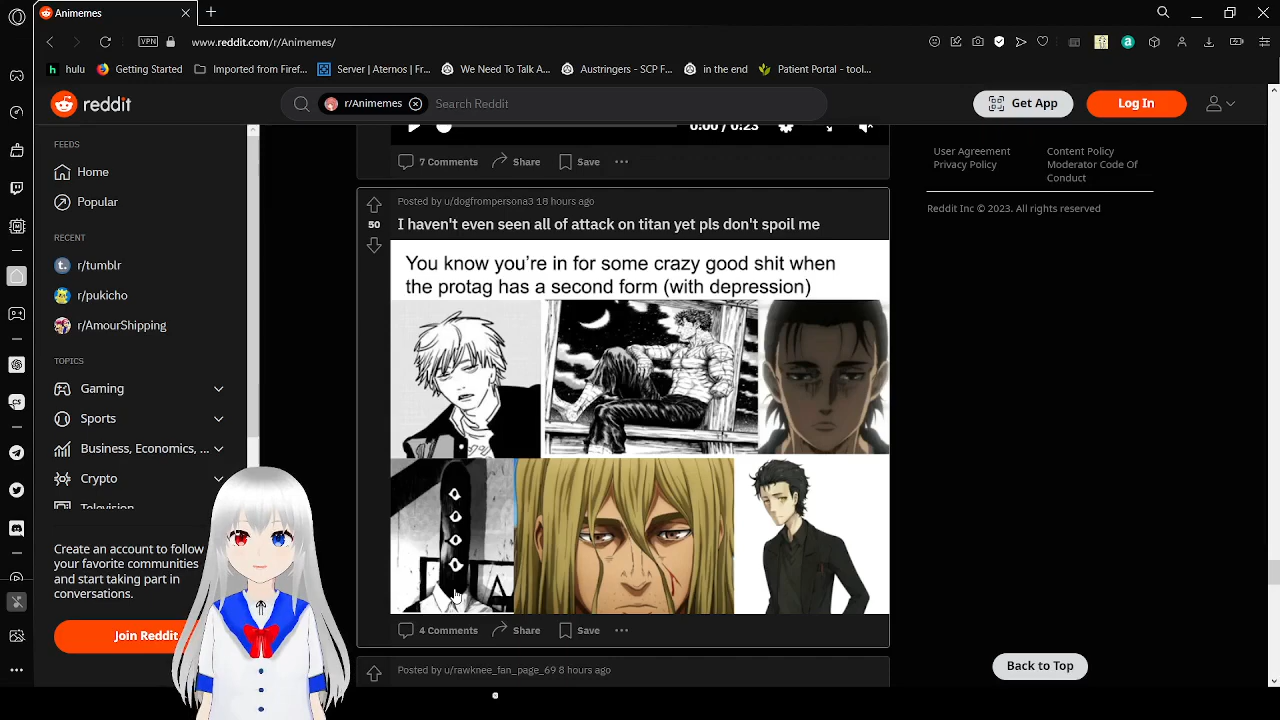 Animemes
www.reddit.com/r/Animemes/
VPN
hulu
Getting Started
Imported from Firef...
Server | Aternos | Fr...
We Need To Talk A...
Austringers - SCP F...
in the end
Patient Portal - tool...
reddit
r/Animemes
Search Reddit
Get App
Log In
FEEDS
Home
Popular
RECENT
r/tumblr
r/pukicho
r/AmourShipping
TOPICS
Gaming
Sports
Business, Economics, ...
Crypto
Television
Create an account to follow
your favorite communities
and start taking part in
conversations.
Join Reddit
0:00 / 0:23
7 Comments
Share
Save
Posted by u/dogfrompersona3 18 hours ago
50
I haven't even seen all of attack on titan yet pls don't spoil me
You know you're in for some crazy good shit when
the protag has a second form (with depression)
4 Comments
Share
Save
Posted by u/rawknee_fan_page_69 8 hours ago
User Agreement
Privacy Policy
Content Policy
Moderator Code Of
Conduct
Reddit Inc © 2023. All rights reserved
Back to Top